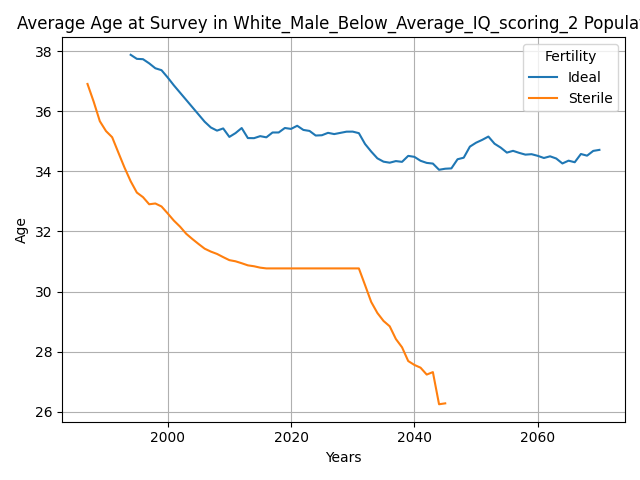 Average Age at Survey in White_Male_Below_Average_IQ_scoring_2 Popula
Fertility
Ideal
Sterile
38
36
34
32
30
28
26
Age
2000 2020 2040 2060
Years